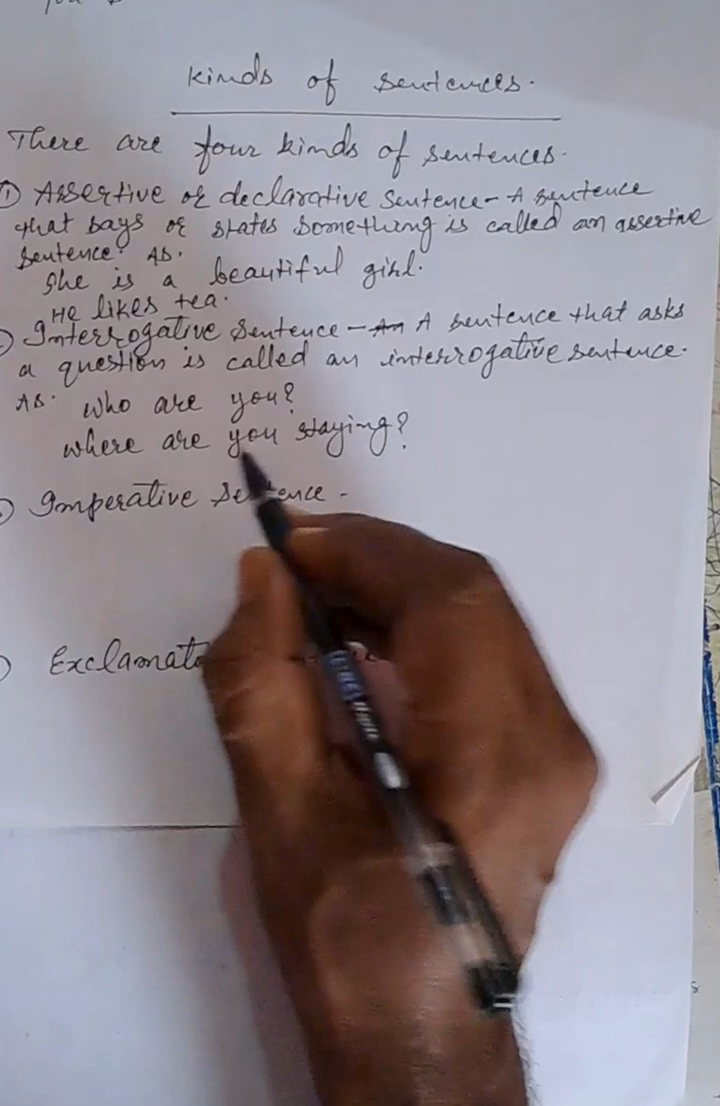 Kinds of sentences.
There are four kinds of sentences.
① Assertive or declarative sentence - A sentence
that says or states something is called an assertive
sentence. As.
She is a beautiful girl.
He likes tea.
Interrogative sentence - A sentence that asks
a question is called an interrogative sentence.
As. Who are you?
where are you staying?
Imperative Sentence -